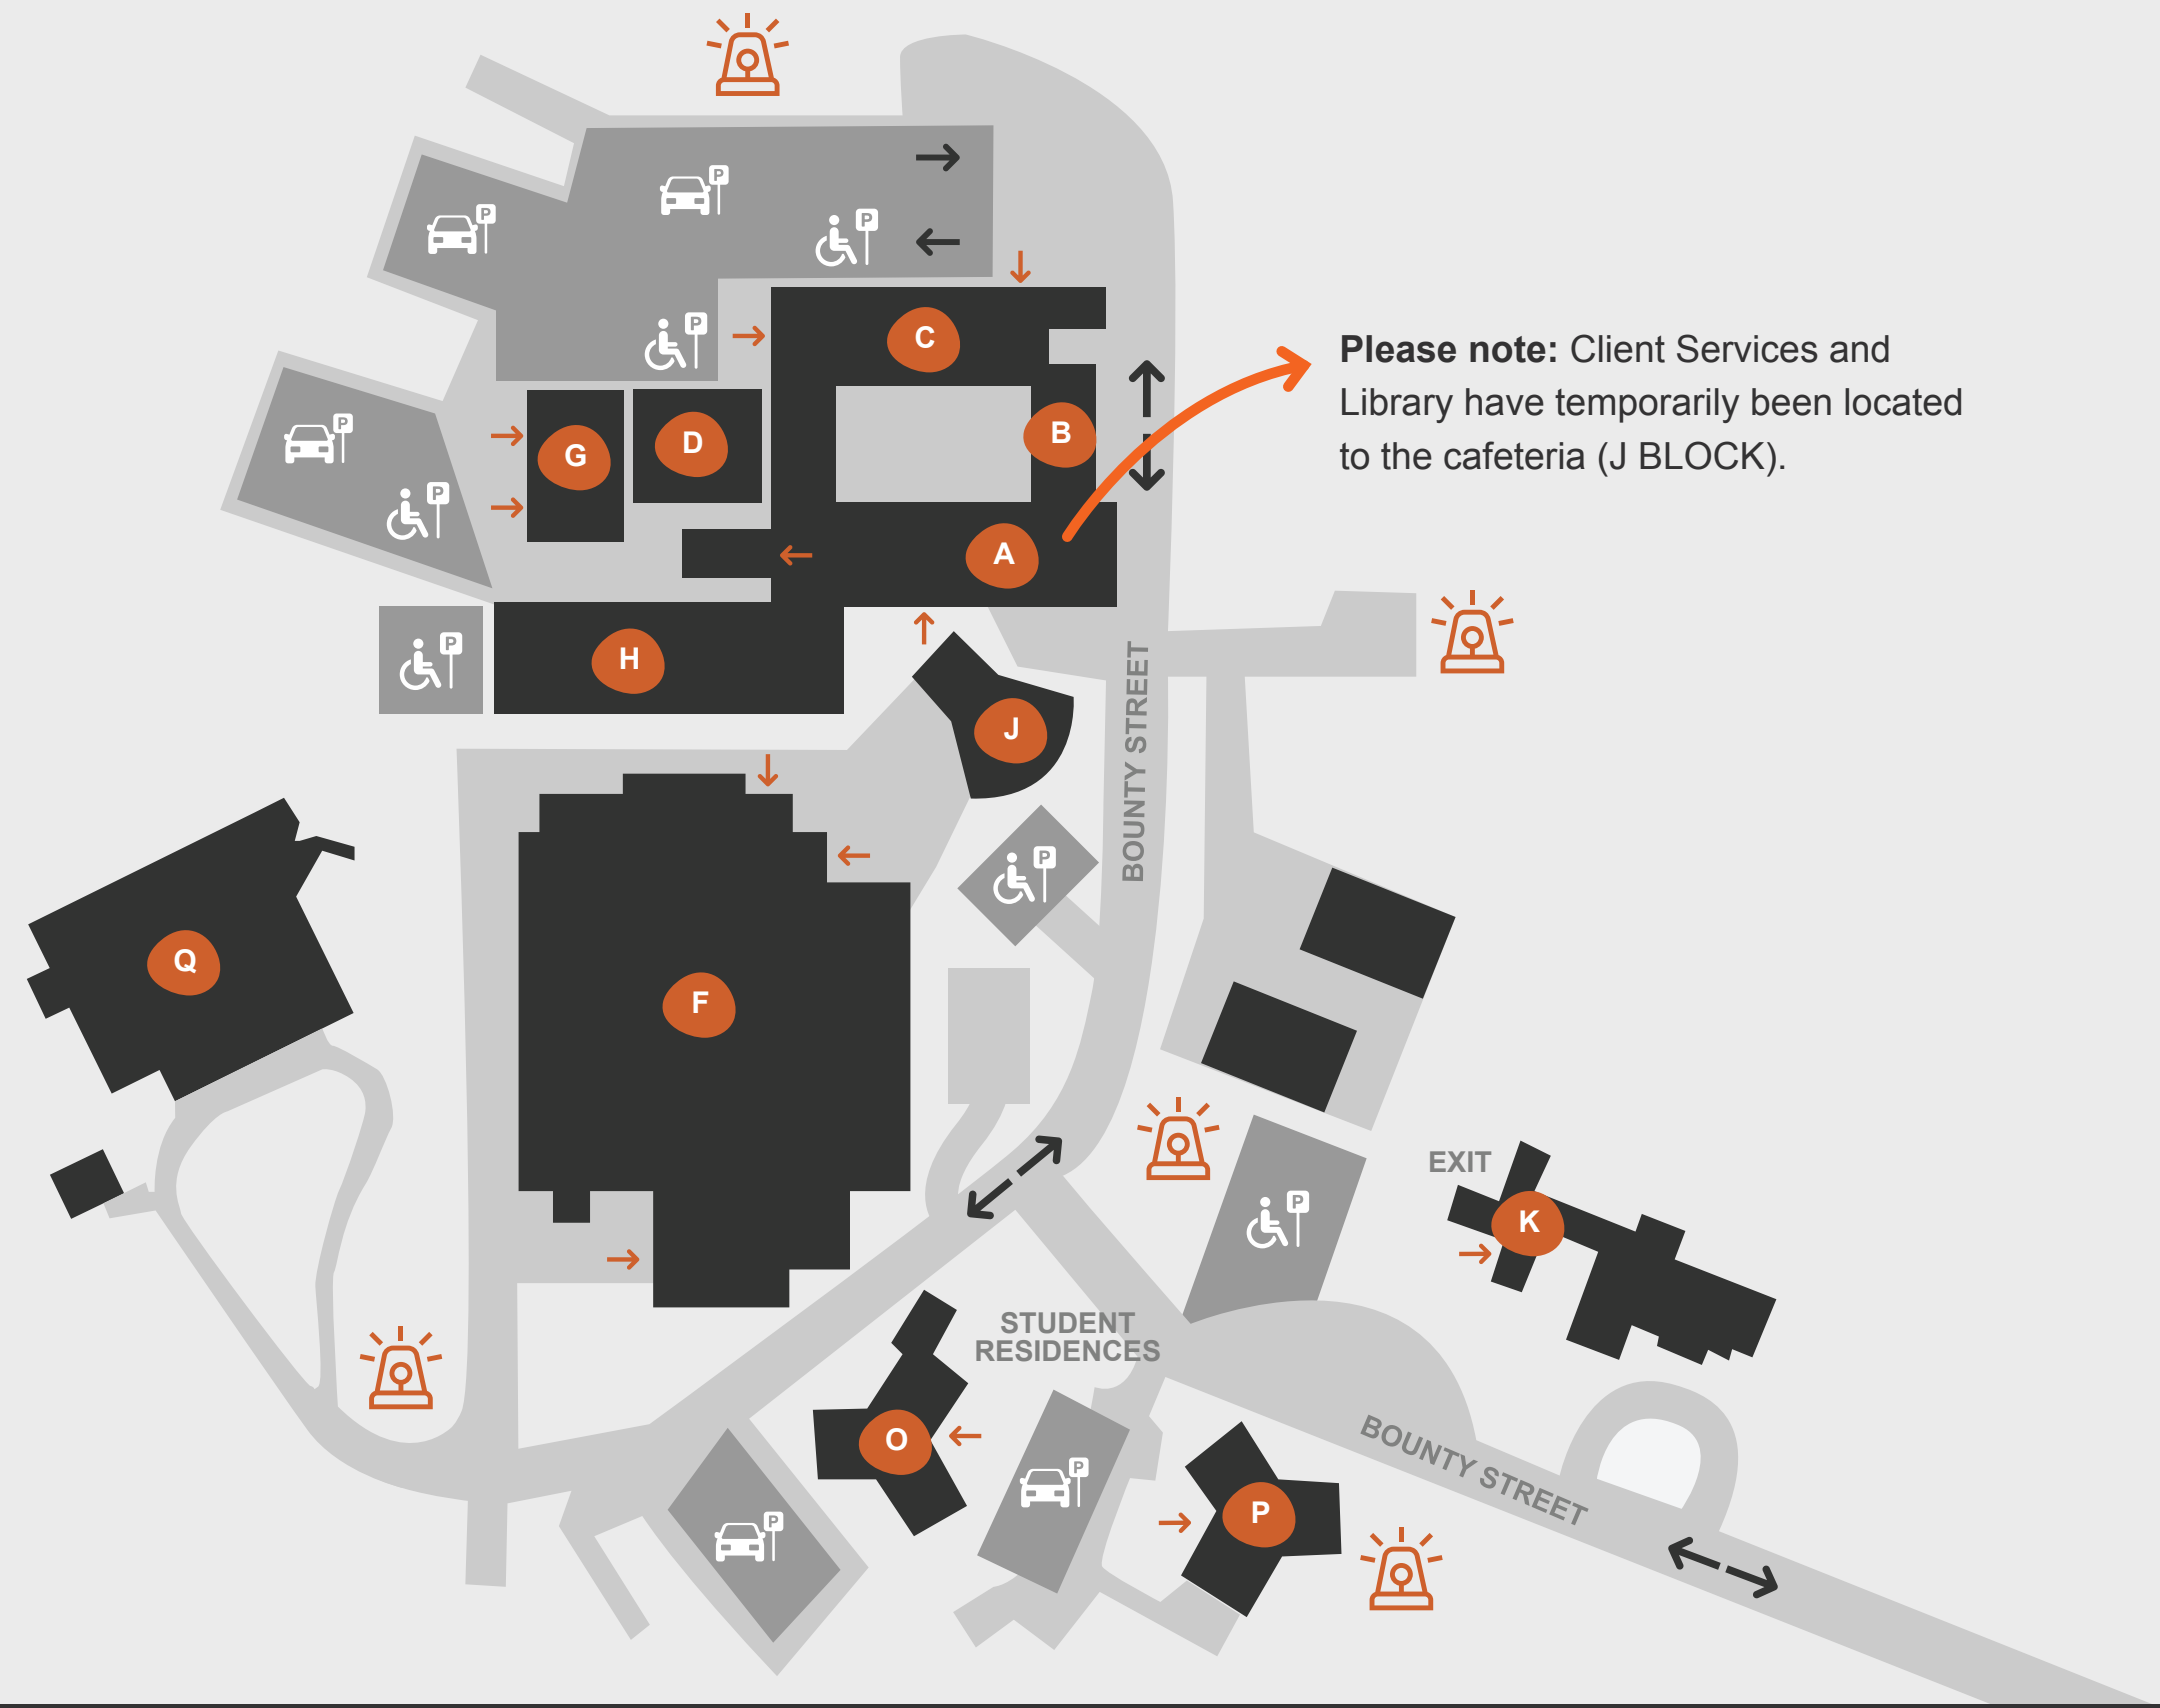 P
P
P
P
C
Please note: Client Services and
Library have temporarily been located
to the cafeteria (J BLOCK).
P
B
D
G
P
A
P
H
J
BOUNTY STREET
P
Q
F
EXIT
P
K
STUDENT
RESIDENCES
O
BOUNTY STREET
P
P
P